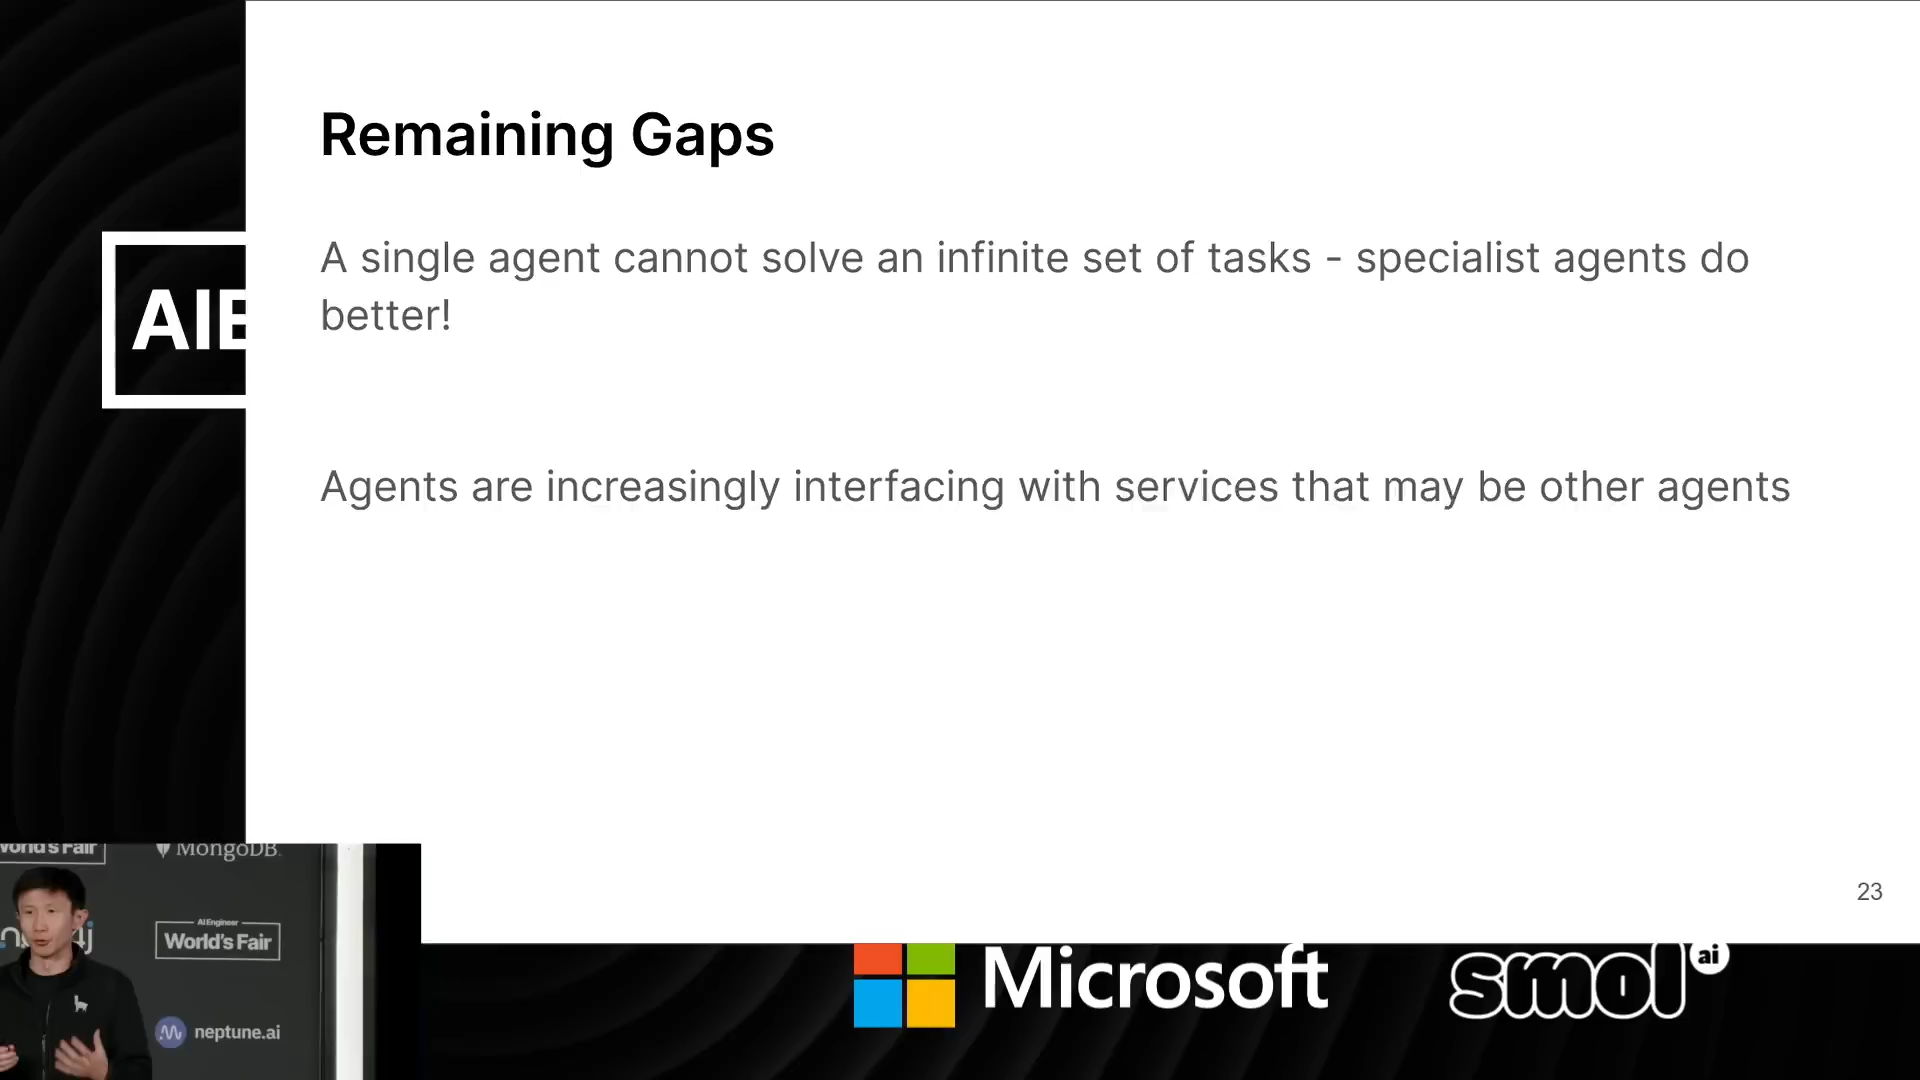 Remaining Gaps
A single agent cannot solve an infinite set of tasks - specialist agents do
better!
Agents are increasingly interfacing with services that may be other agents
23
AIE
World's Fair
MongoDB.
AI Engineer
World's Fair
neptune.ai
Microsoft
smol
ai